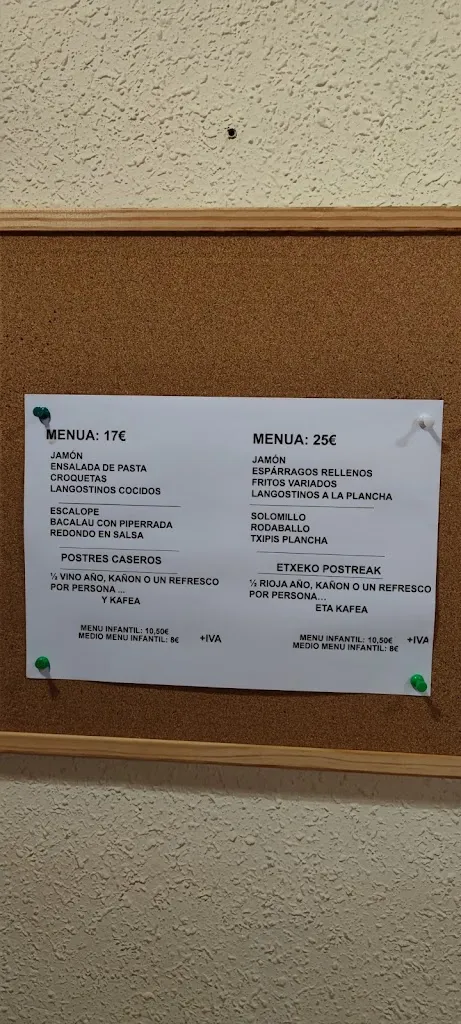 MENUA: 17€
JAMÓN
ENSALADA DE PASTA
CROQUETAS
LANGOSTINOS COCIDOS
ESCALOPE
BACALAU CON PIPERRADA
REDONDO EN SALSA
POSTRES CASEROS
½ VINO AÑO, KAÑON O UN REFRESCO
POR PERSONA ...
Y KAFEA
MENU INFANTIL: 10,50€
MEDIO MENU INFANTIL: 8€
+IVA
MENUA: 25€
JAMÓN
ESPÁRRAGOS RELLENOS
FRITOS VARIADOS
LANGOSTINOS A LA PLANCHA
SOLOMILLO
RODABALLO
TXIPIS PLANCHA
ETXEKO POSTREAK
½ RIOJA AÑO, KAÑON O UN REFRESCO
POR PERSONA...
ETA KAFEA
MENU INFANTIL: 10,50€
MEDIO MENU INFANTIL: 8€
+IVA